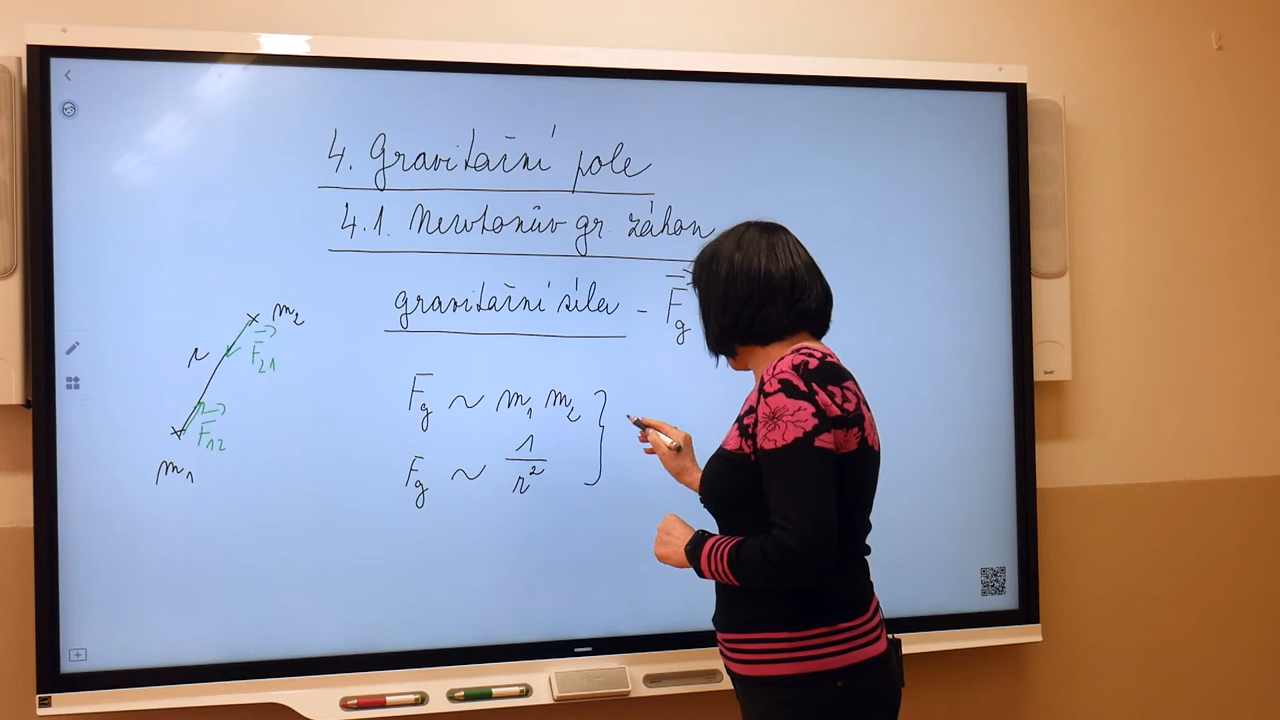 4. Gravitační pole
4.1. Newtonův gr. zákon
gravitační síla - F⃗g
m2
r
F⃗21
F⃗12
m1
Fg ~ m1 m2
Fg ~ 1/r²